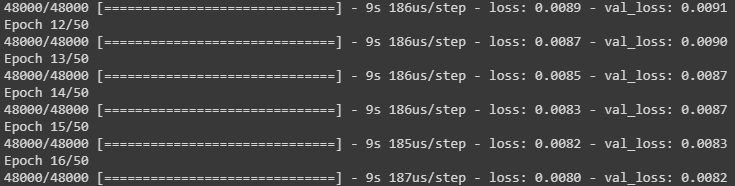 48000/48000 [==============================] - 9s 186us/step - loss: 0.0089 - val_loss: 0.0091
Epoch 12/50
48000/48000 [==============================] - 9s 186us/step - loss: 0.0087 - val_loss: 0.0090
Epoch 13/50
48000/48000 [==============================] - 9s 186us/step - loss: 0.0085 - val_loss: 0.0087
Epoch 14/50
48000/48000 [==============================] - 9s 186us/step - loss: 0.0083 - val_loss: 0.0087
Epoch 15/50
48000/48000 [==============================] - 9s 185us/step - loss: 0.0082 - val_loss: 0.0083
Epoch 16/50
48000/48000 [==============================] - 9s 187us/step - loss: 0.0080 - val_loss: 0.0082